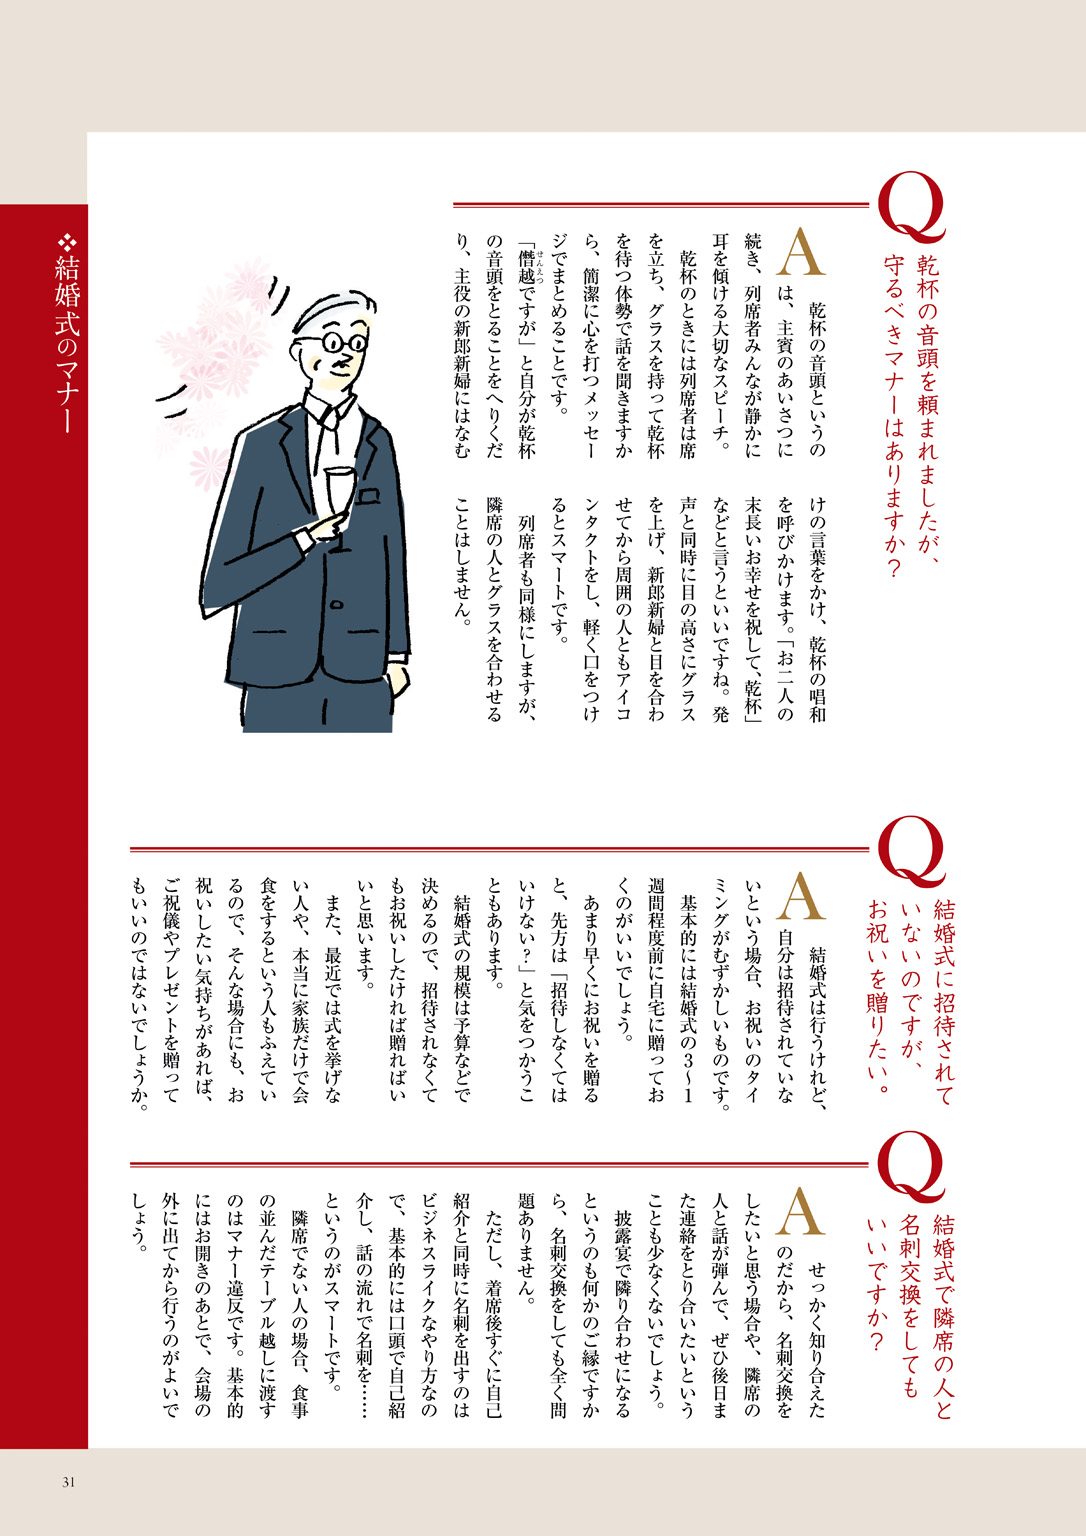 Q
乾杯の音頭を頼まれましたが、
守るべきマナーはありますか？
A
乾杯の音頭というの
は、主賓のあいさつに
続き、列席者みんなが静かに
耳を傾ける大切なスピーチ。
乾杯のときには列席者は席
を立ち、グラスを持って乾杯
を待つ体勢で話を聞きますか
ら、簡潔に心を打つメッセー
ジでまとめることです。
「僭越ですが」と自分が乾杯
せんえつ
の音頭をとることをへりくだ
り、主役の新郎新婦にはなむ
けの言葉をかけ、乾杯の唱和
を呼びかけます。「お二人の
末長いお幸せを祝して、乾杯」
などと言うといいですね。発
声と同時に目の高さにグラス
を上げ、新郎新婦と目を合わ
せてから周囲の人ともアイコ
ンタクトをし、軽く口をつけ
るとスマートです。
列席者も同様にしますが、
隣席の人とグラスを合わせる
ことはしません。
Q
結婚式に招待されて
いないのですが、
お祝いを贈りたい。
A
結婚式は行うけれど、
自分は招待されていな
いという場合、お祝いのタイ
ミングがむずかしいものです。
基本的には結婚式の3～1
週間程度前に自宅に贈ってお
くのがいいでしょう。
あまり早くにお祝いを贈る
と、先方は「招待しなくては
いけない？」と気をつかうこ
ともあります。
結婚式の規模は予算などで
決めるので、招待されなくて
もお祝いしたければ贈ればい
いと思います。
また、最近では式を挙げな
い人や、本当に家族だけで会
食をするという人もふえてい
るので、そんな場合にも、お
祝いしたい気持ちがあれば、
ご祝儀やプレゼントを贈って
もいいのではないでしょうか。
Q
結婚式で隣席の人と
名刺交換をしても
いいですか？
A
せっかく知り合えた
のだから、名刺交換を
したいと思う場合や、隣席の
人と話が弾んで、ぜひ後日ま
た連絡をとり合いたいという
ことも少なくないでしょう。
披露宴で隣り合わせになる
というのも何かのご縁ですか
ら、名刺交換をしても全く問
題ありません。
ただし、着席後すぐに自己
紹介と同時に名刺を出すのは
ビジネスライクなやり方なの
で、基本的には口頭で自己紹
介し、話の流れで名刺を……
というのがスマートです。
隣席でない人の場合、食事
の並んだテーブル越しに渡す
のはマナー違反です。基本的
にはお開きのあとで、会場の
外に出てから行うのがよいで
しょう。
❖結婚式のマナー
31